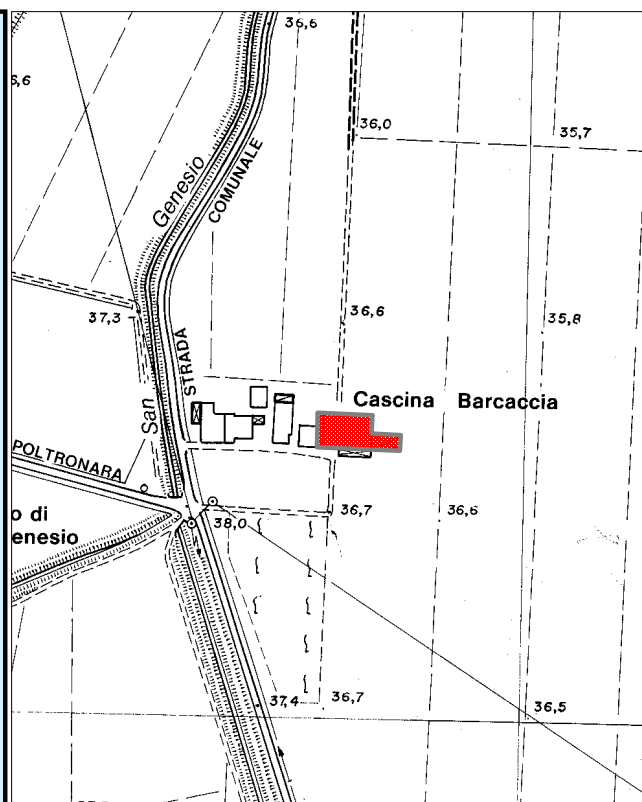 36,6
6,6
36,0
35,7
Genesio
COMUNALE
37,3
36,6
35,8
STRADA
San
Cascina Barcaccia
POLTRONARA
o di
enesio
38,0
36,7
36,6
37,4
36,7
36,5